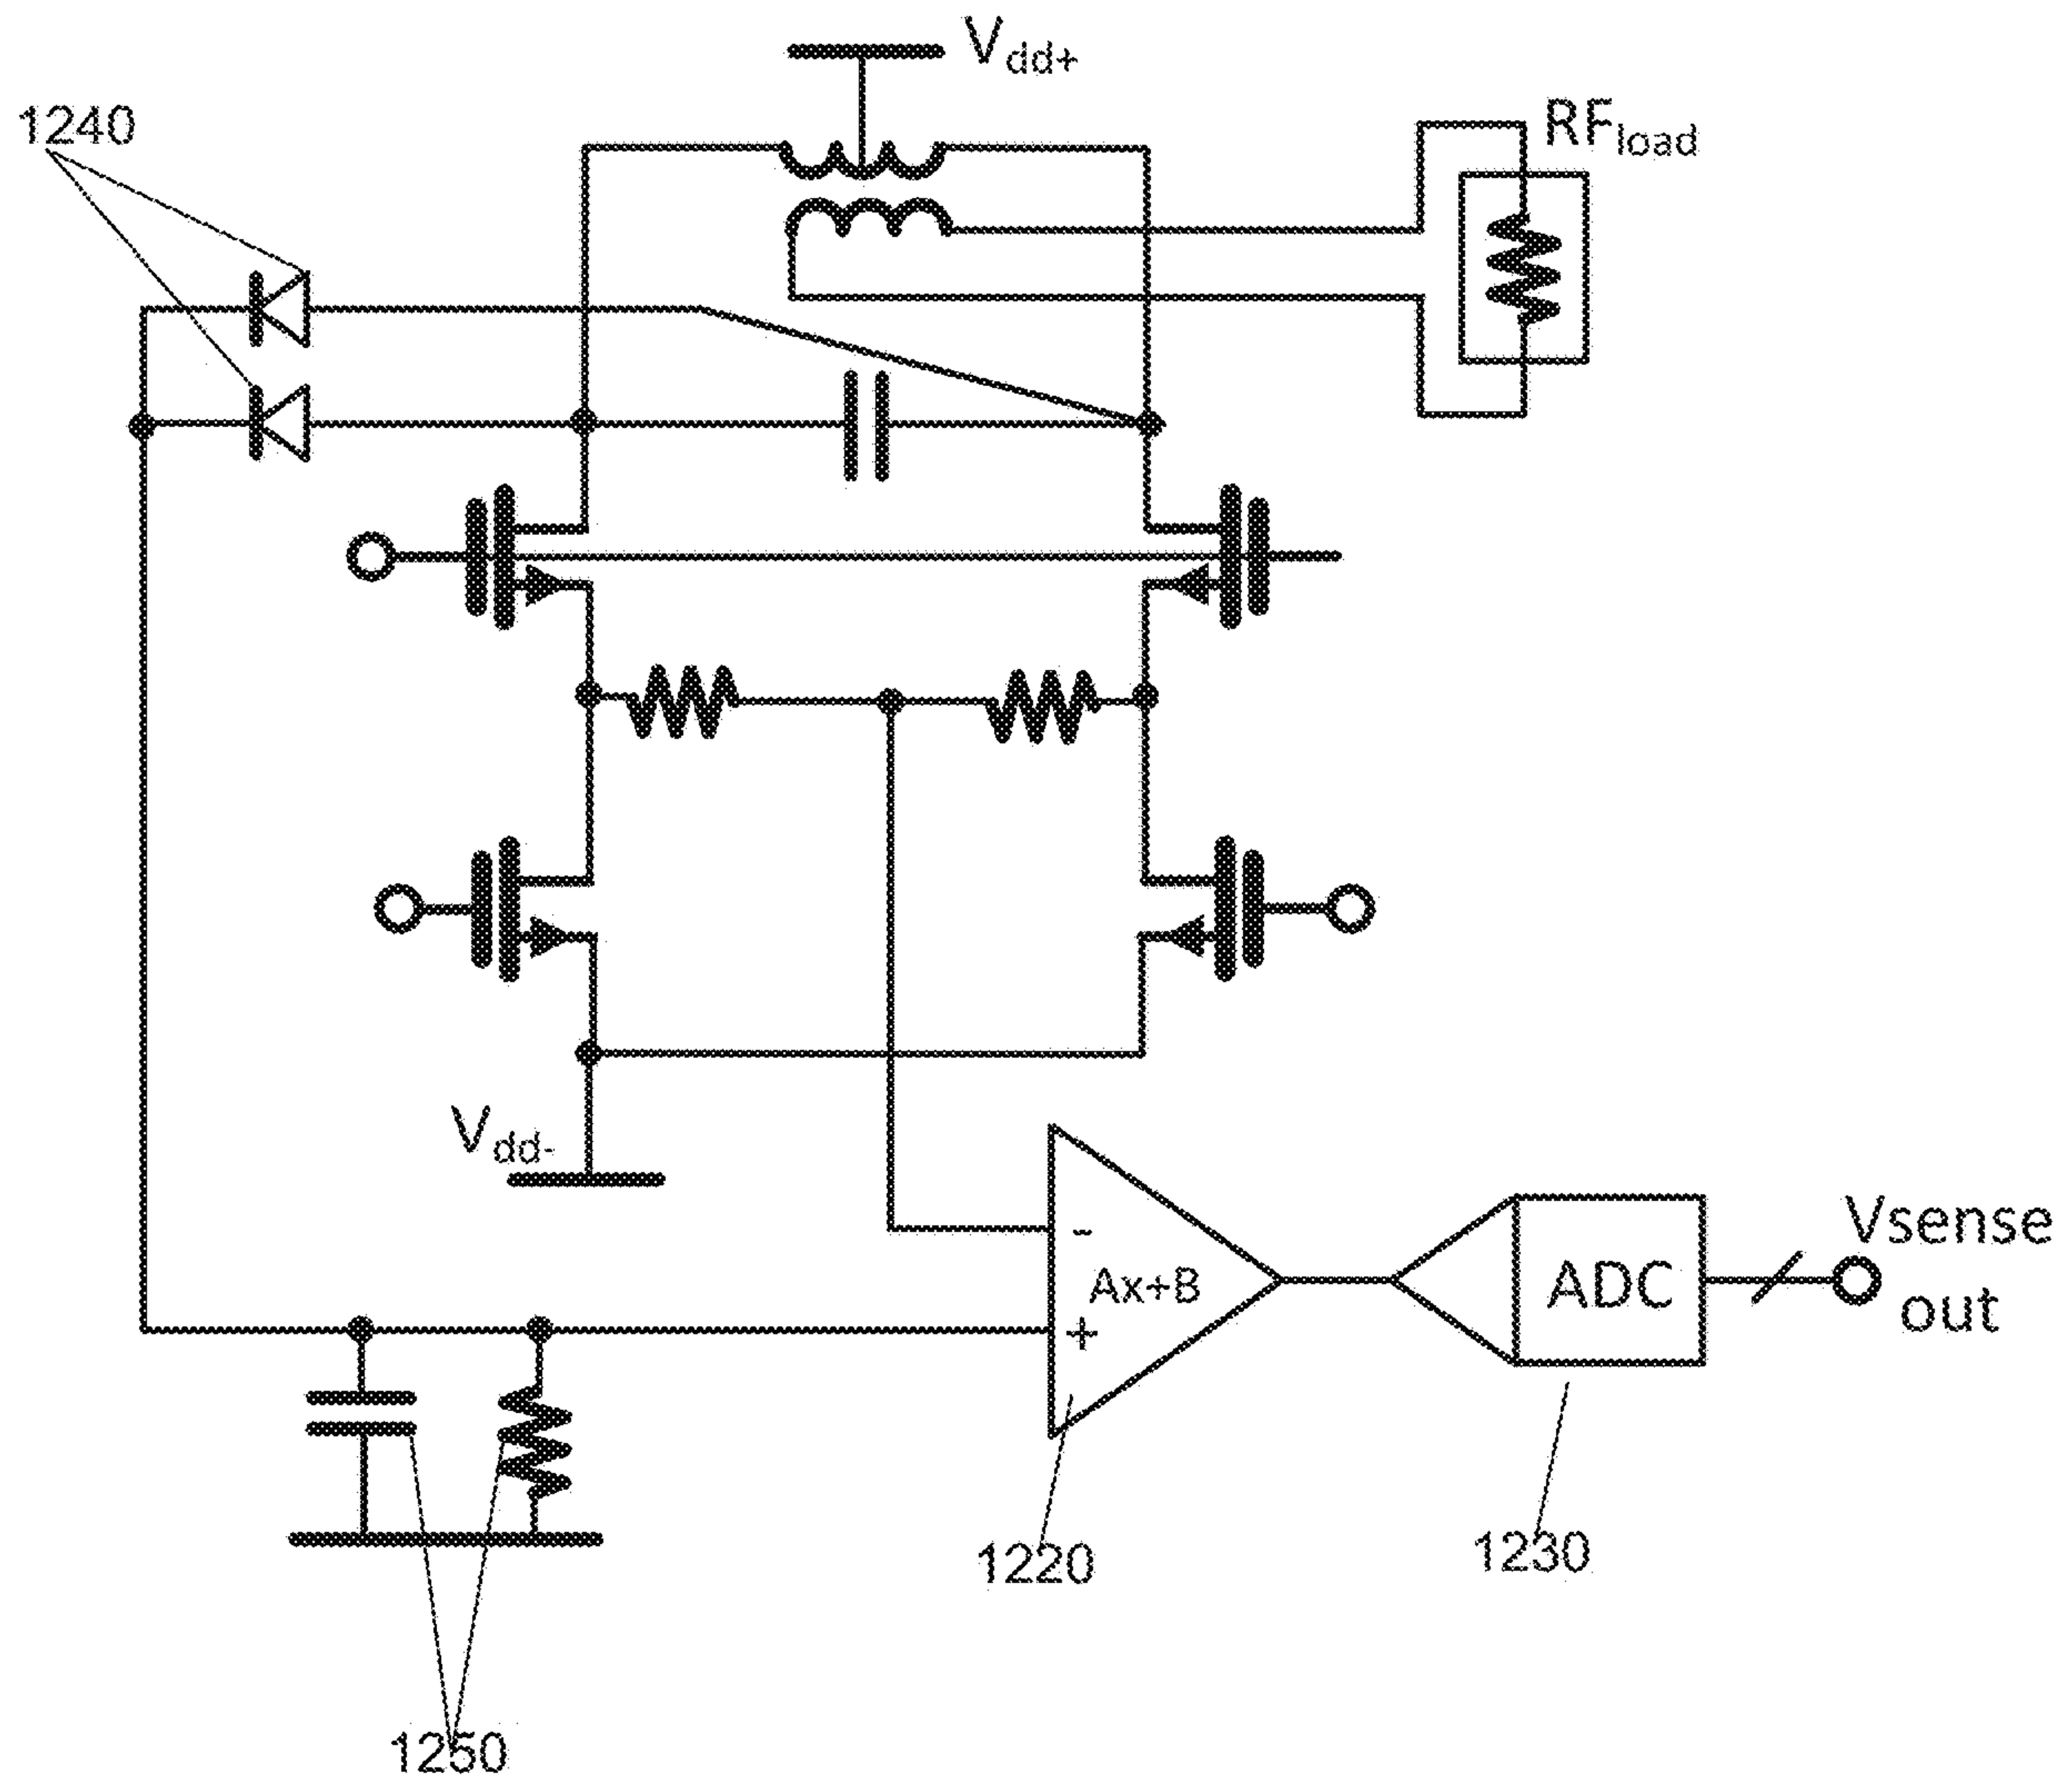 Vdd+
1240
RFload
Vdd-
-
Ax+B
+
ADC
Vsense
out
1220
1230
1250